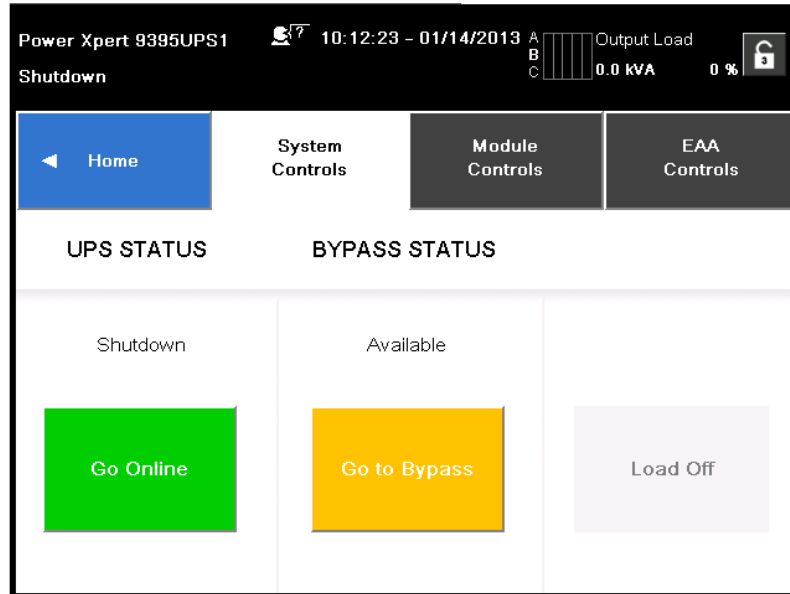 Power Xpert 9395UPS1
? 10:12:23 - 01/14/2013
A
B
C
Output Load
0.0 kVA 0 %
3
Shutdown
◄ Home
System Controls
Module Controls
EAA Controls
UPS STATUS BYPASS STATUS
Shutdown Available
Go Online Go to Bypass Load Off